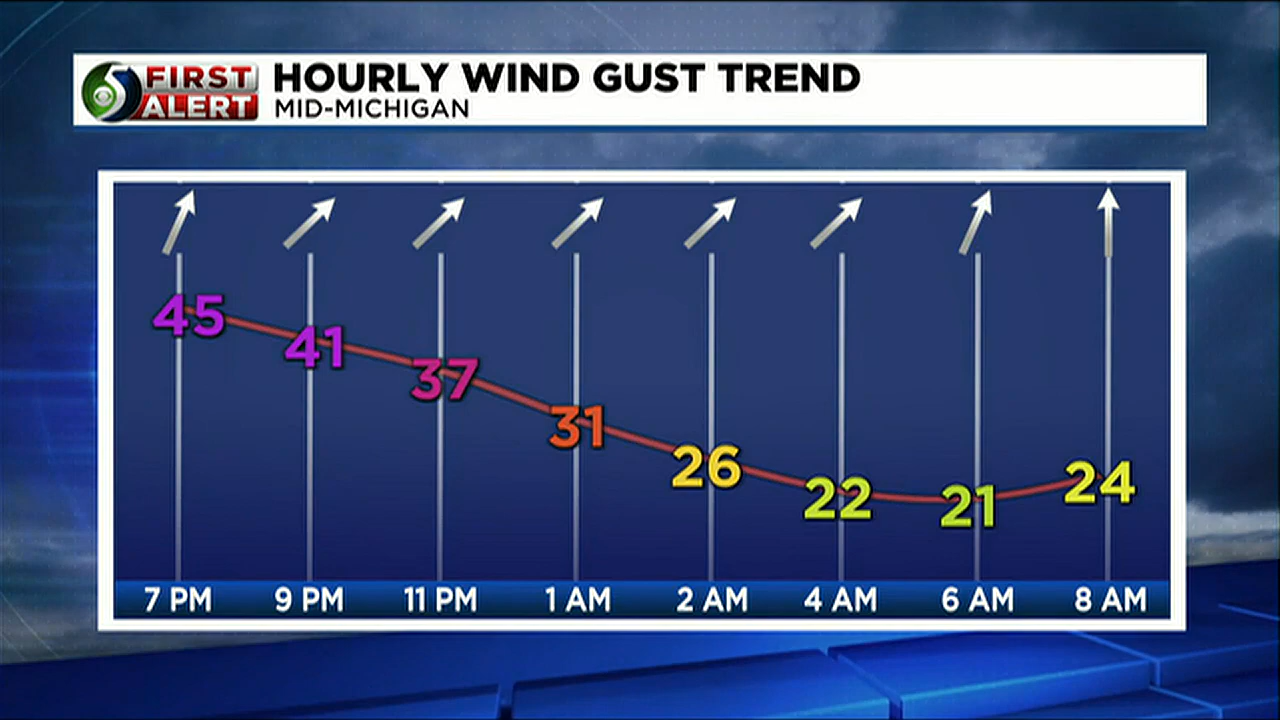 5 FIRST ALERT
HOURLY WIND GUST TREND
MID-MICHIGAN
45
41
37
31
26
22
21
24
7 PM
9 PM
11 PM
1 AM
2 AM
4 AM
6 AM
8 AM